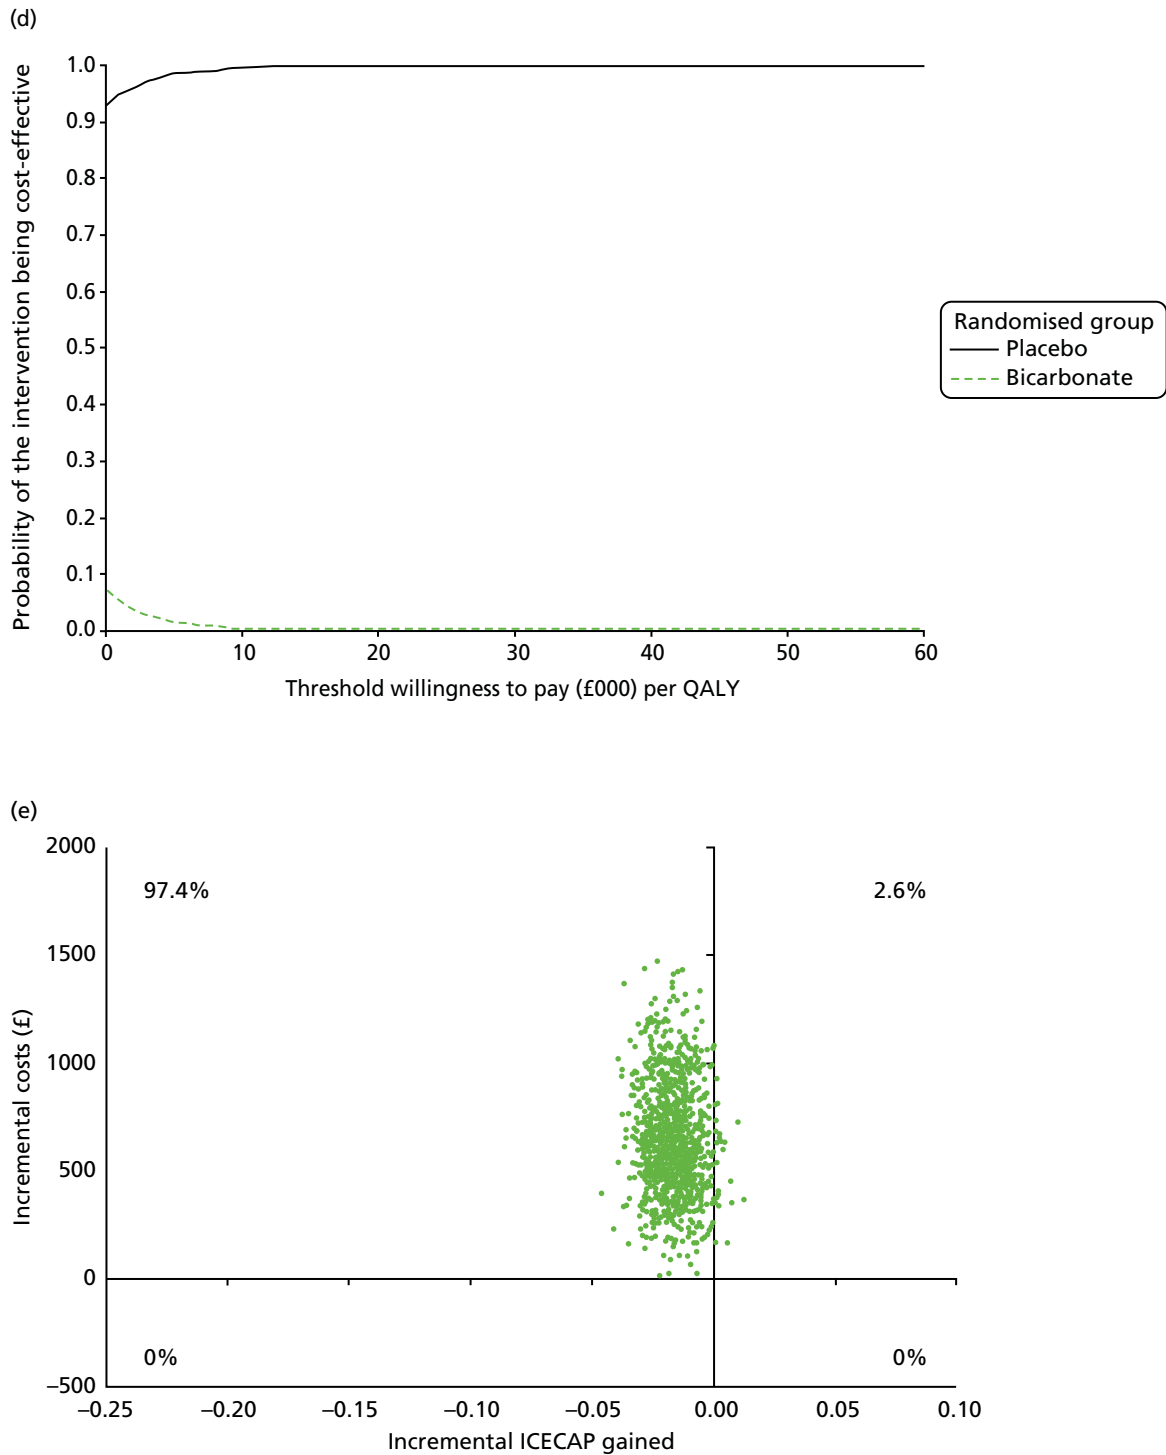 (d)
Probability of the intervention being cost-effective
1.0
0.9
0.8
0.7
0.6
0.5
0.4
0.3
0.2
0.1
0.0
0 10 20 30 40 50 60
Threshold willingness to pay (£000) per QALY
Randomised group
Placebo
Bicarbonate
(e)
Incremental costs (£)
2000
1500
1000
500
0
–500
97.4%
2.6%
0%
0%
–0.25 –0.20 –0.15 –0.10 –0.05 0.00 0.05 0.10
Incremental ICECAP gained